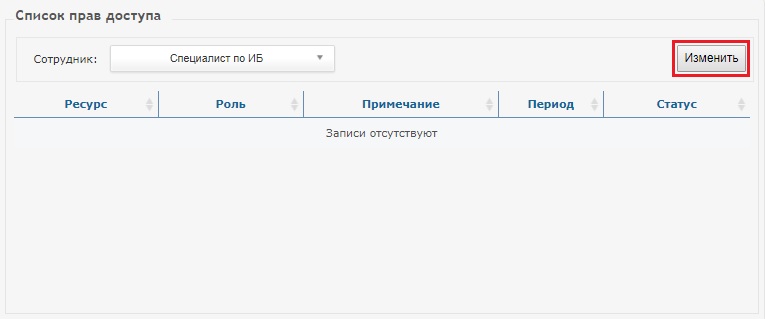 Список прав доступа
Сотрудник: Специалист по ИБ Изменить
Ресурс Роль Примечание Период Статус
Записи отсутствуют